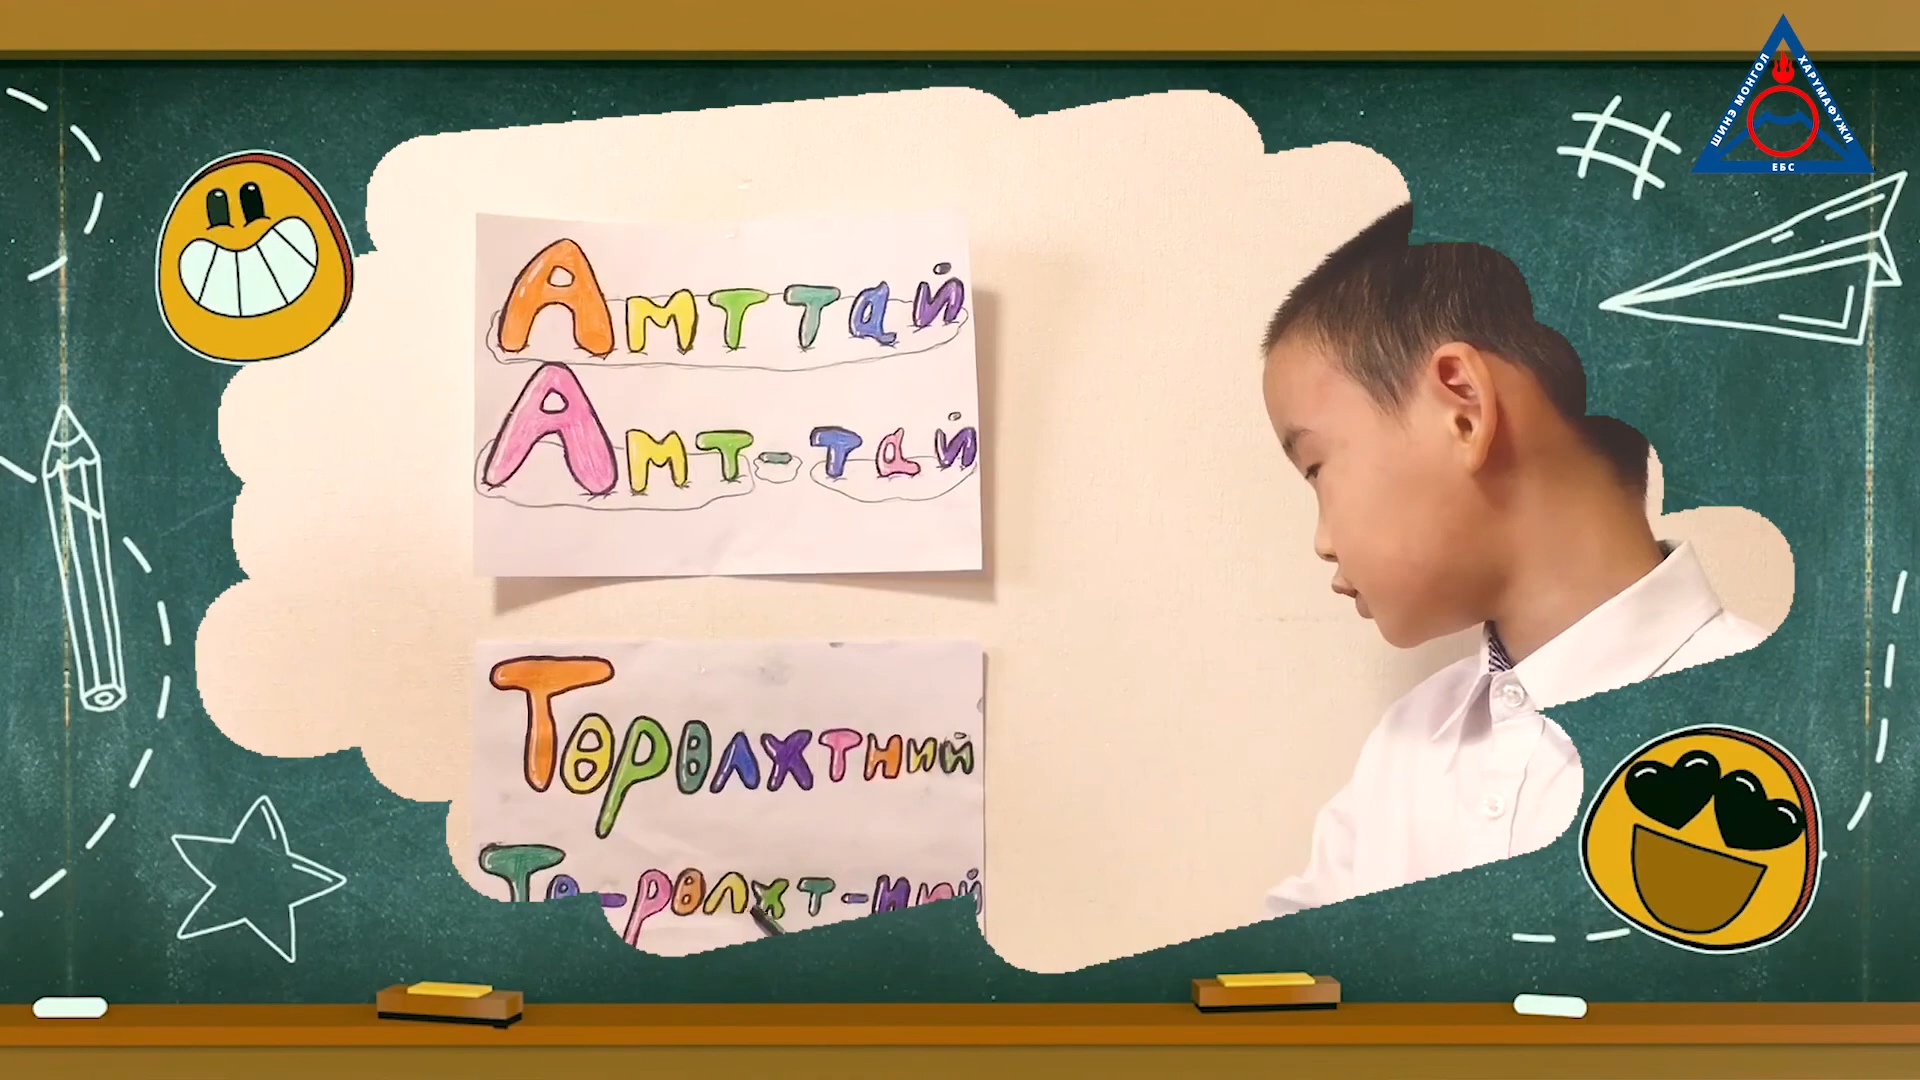 Амттай
Амт-тай
Төрөлхтний
Тө-рөлхт-ний
ШИНЭ МОНГОЛ
ХАРУМАФУЖИ
ЕБС